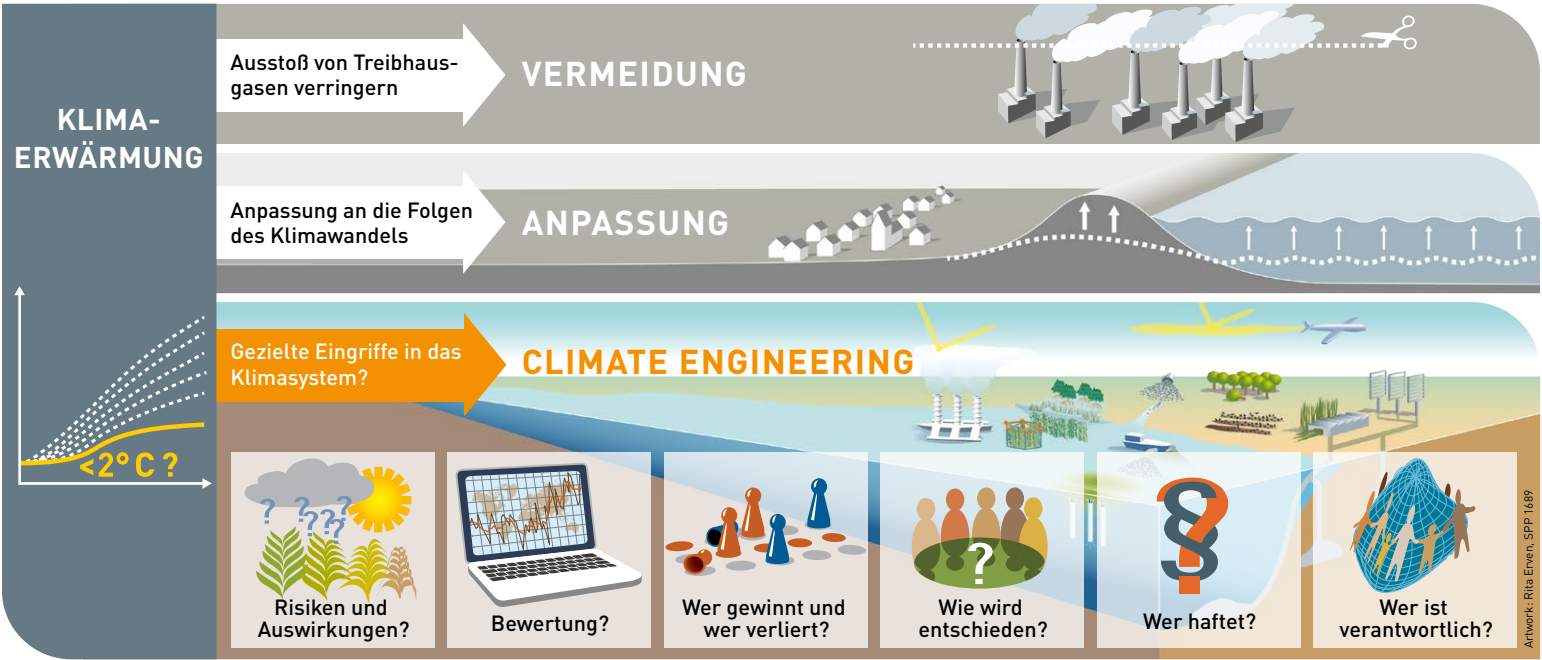 KLIMA-
ERWÄRMUNG
<2° C ?
Ausstoß von Treibhaus-
gasen verringern
VERMEIDUNG
Anpassung an die Folgen
des Klimawandels
ANPASSUNG
Gezielte Eingriffe in das
Klimasystem?
CLIMATE ENGINEERING
? ? ? ? ? ?
Risiken und
Auswirkungen?
Bewertung?
Wer gewinnt und
wer verliert?
?
Wie wird
entschieden?
§ ?
Wer haftet?
Wer ist
verantwortlich?
Artwork: Rita Erven, SPP 1689